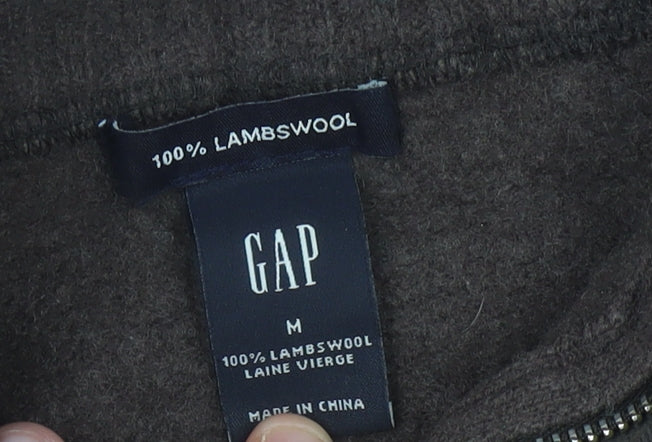 100% LAMBSWOOL
GAP
M
100% LAMBSWOOL
LAINE VIERGE
MADE IN CHINA